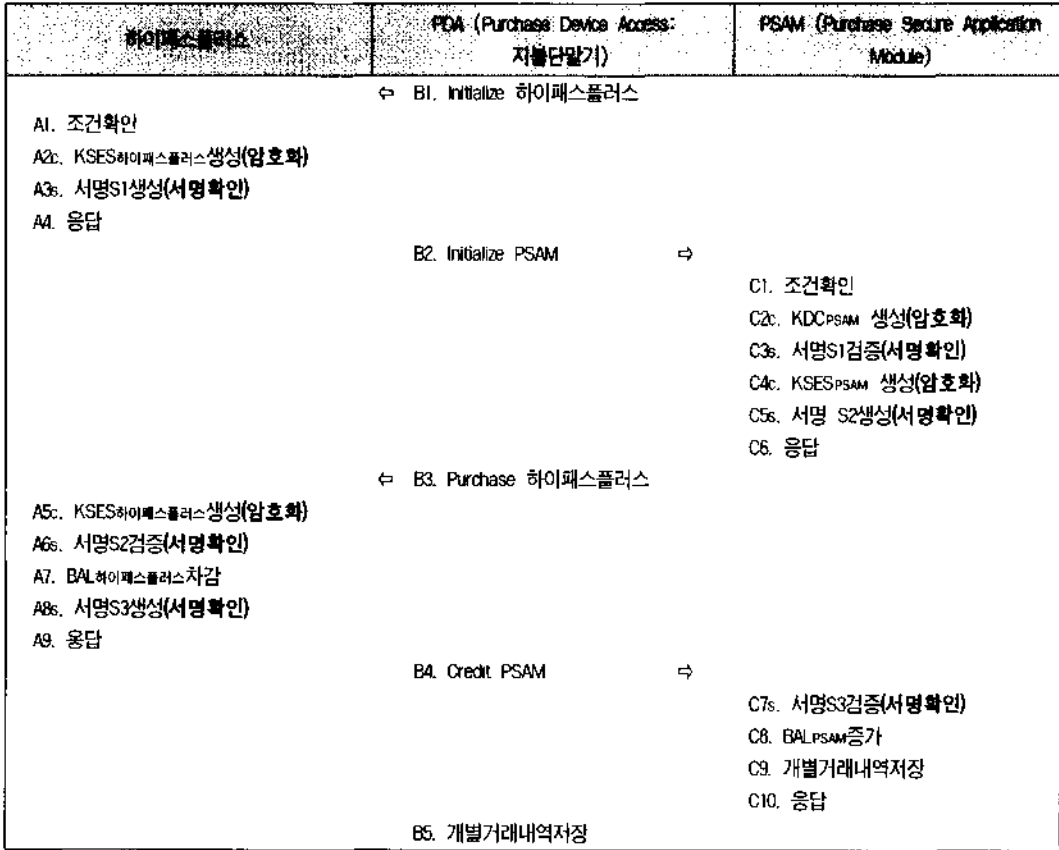 하이패스플러스
PDA (Purchase Device Access:
지불단말기)
PSAM (Purchase Secure Application
Module)
⇦ B1. Initialize 하이패스플러스
A1. 조건확인
A2c. KSES하이패스플러스생성(암호화)
A3s. 서명S1생성(서명확인)
A4. 응답
B2. Initialize PSAM ⇨
C1. 조건확인
C2c. KDCPSAM 생성(암호화)
C3s. 서명S1검증(서명확인)
C4c. KSESPSAM 생성(암호화)
C5s. 서명 S2생성(서명확인)
C6. 응답
⇦ B3. Purchase 하이패스플러스
A5c. KSES하이패스플러스생성(암호화)
A6s. 서명S2검증(서명확인)
A7. BAL하이패스플러스차감
A8s. 서명S3생성(서명확인)
A9. 응답
B4. Credit PSAM ⇨
C7s. 서명S3검증(서명확인)
C8. BALPSAM증가
C9. 개별거래내역저장
C10. 응답
B5. 개별거래내역저장